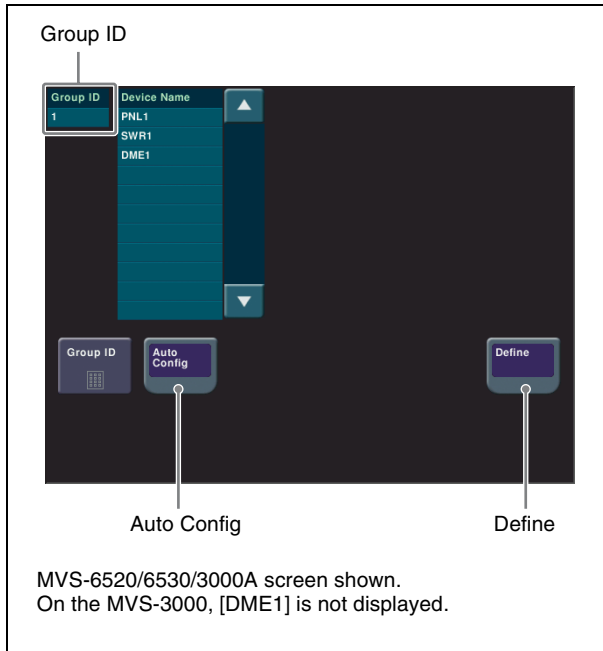 Group ID
Group ID Device Name
1 PNL1
SWR1
DME1
Group ID
Auto
Config
Define
Auto Config
Define
MVS-6520/6530/3000A screen shown.
On the MVS-3000, [DME1] is not displayed.